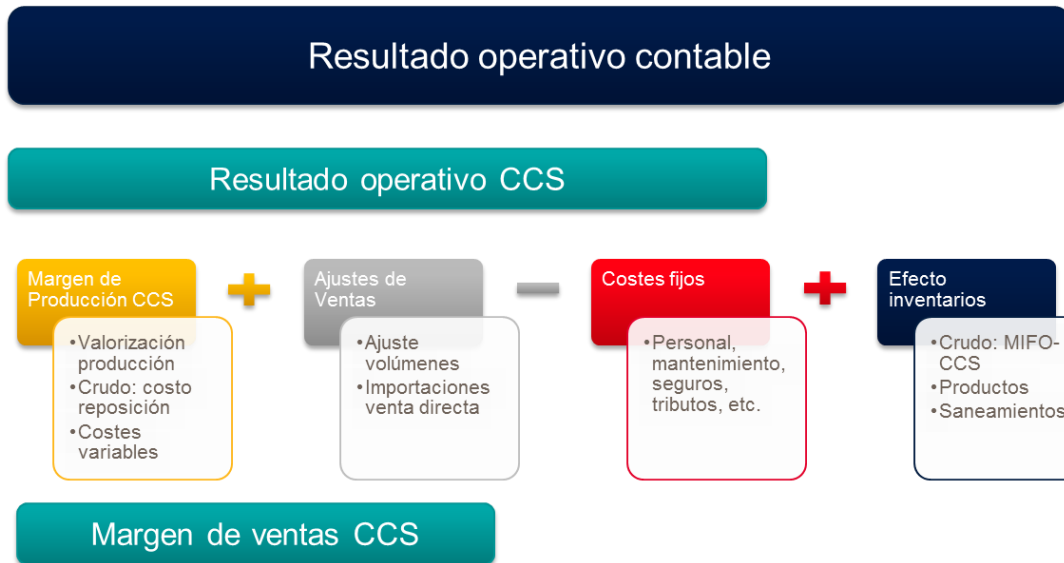 Resultado operativo contable
Resultado operativo CCS
Margen de
Producción CCS
•Valorización
producción
•Crudo: costo
reposición
•Costes
variables
Ajustes de
Ventas
•Ajuste
volúmenes
•Importaciones
venta directa
Costes fijos
•Personal,
mantenimiento,
seguros,
tributos, etc.
Efecto
inventarios
•Crudo: MIFO-
CCS
•Productos
•Saneamientos
Margen de ventas CCS